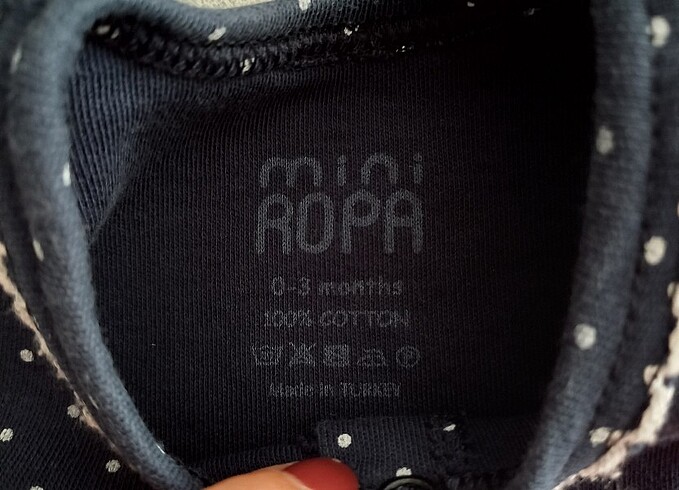 mini
ROPA
0-3 months
100% COTTON
Made in TURKEY